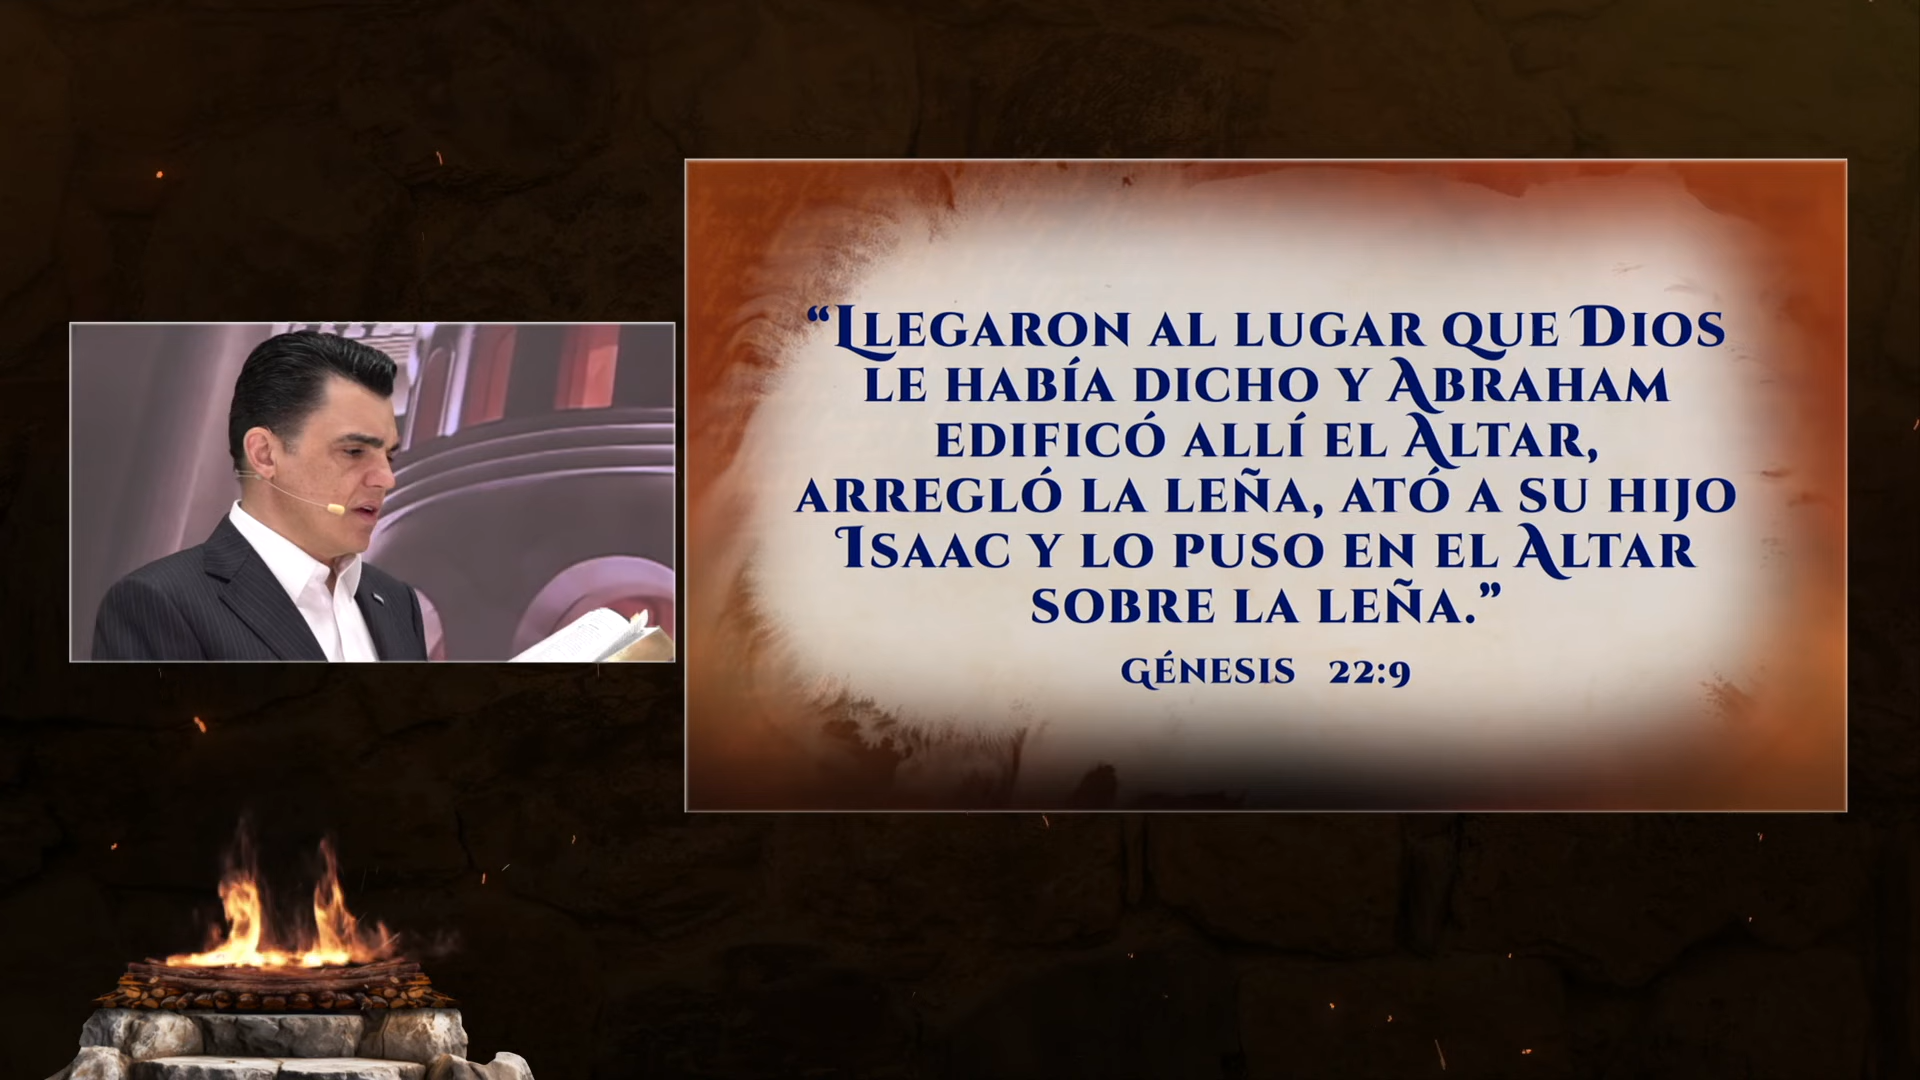 “Llegaron al lugar que Dios
le había dicho y Abraham
edificó allí el Altar,
arregló la leña, ató a su hijo
Isaac y lo puso en el Altar
sobre la leña.”
Génesis 22:9